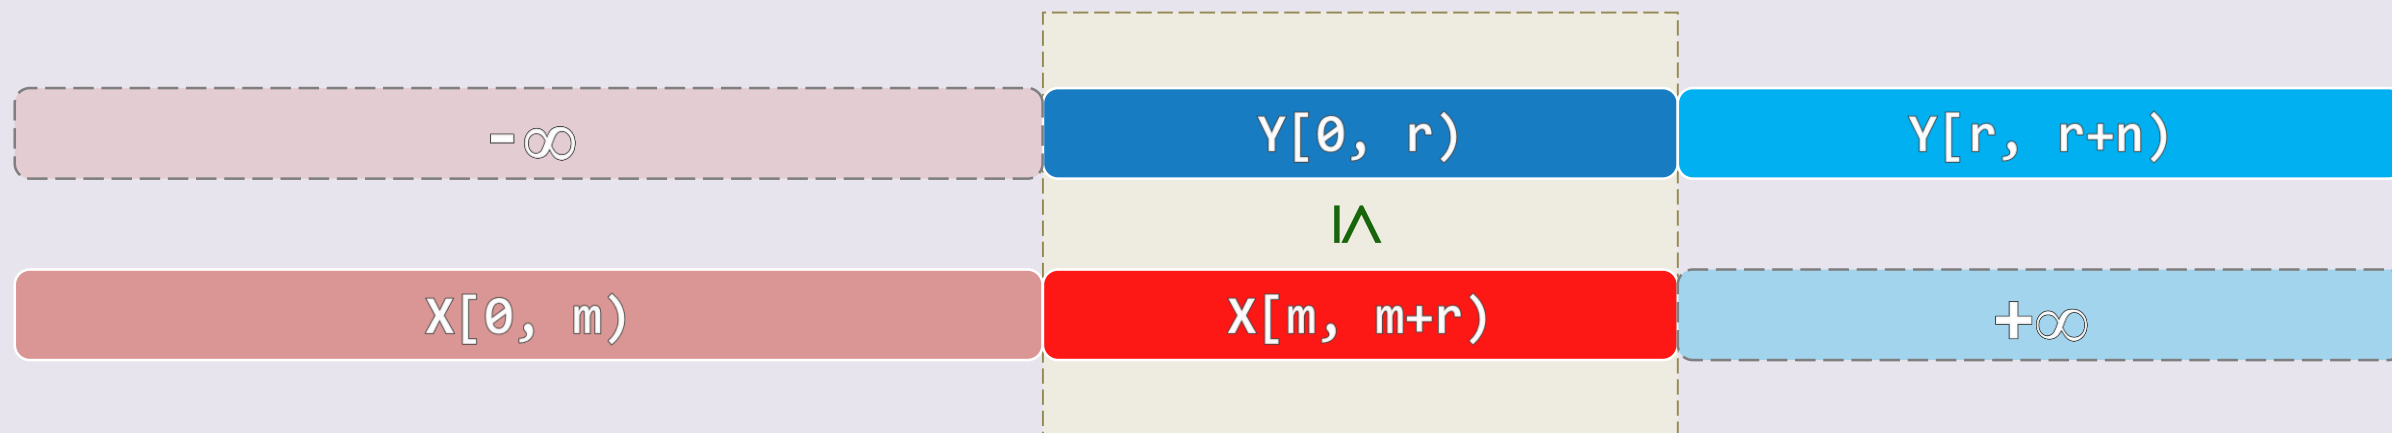 -∞ Y[0, r) Y[r, r+n)
≤
X[0, m) X[m, m+r) +∞